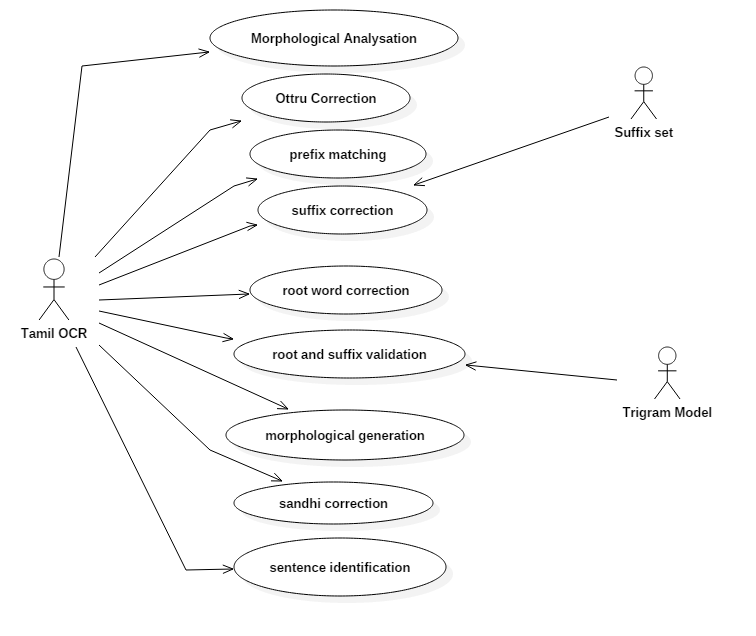 Morphological Analysation
Ottru Correction
prefix matching
Suffix set
suffix correction
root word correction
Tamil OCR
root and suffix validation
Trigram Model
morphological generation
sandhi correction
sentence identification